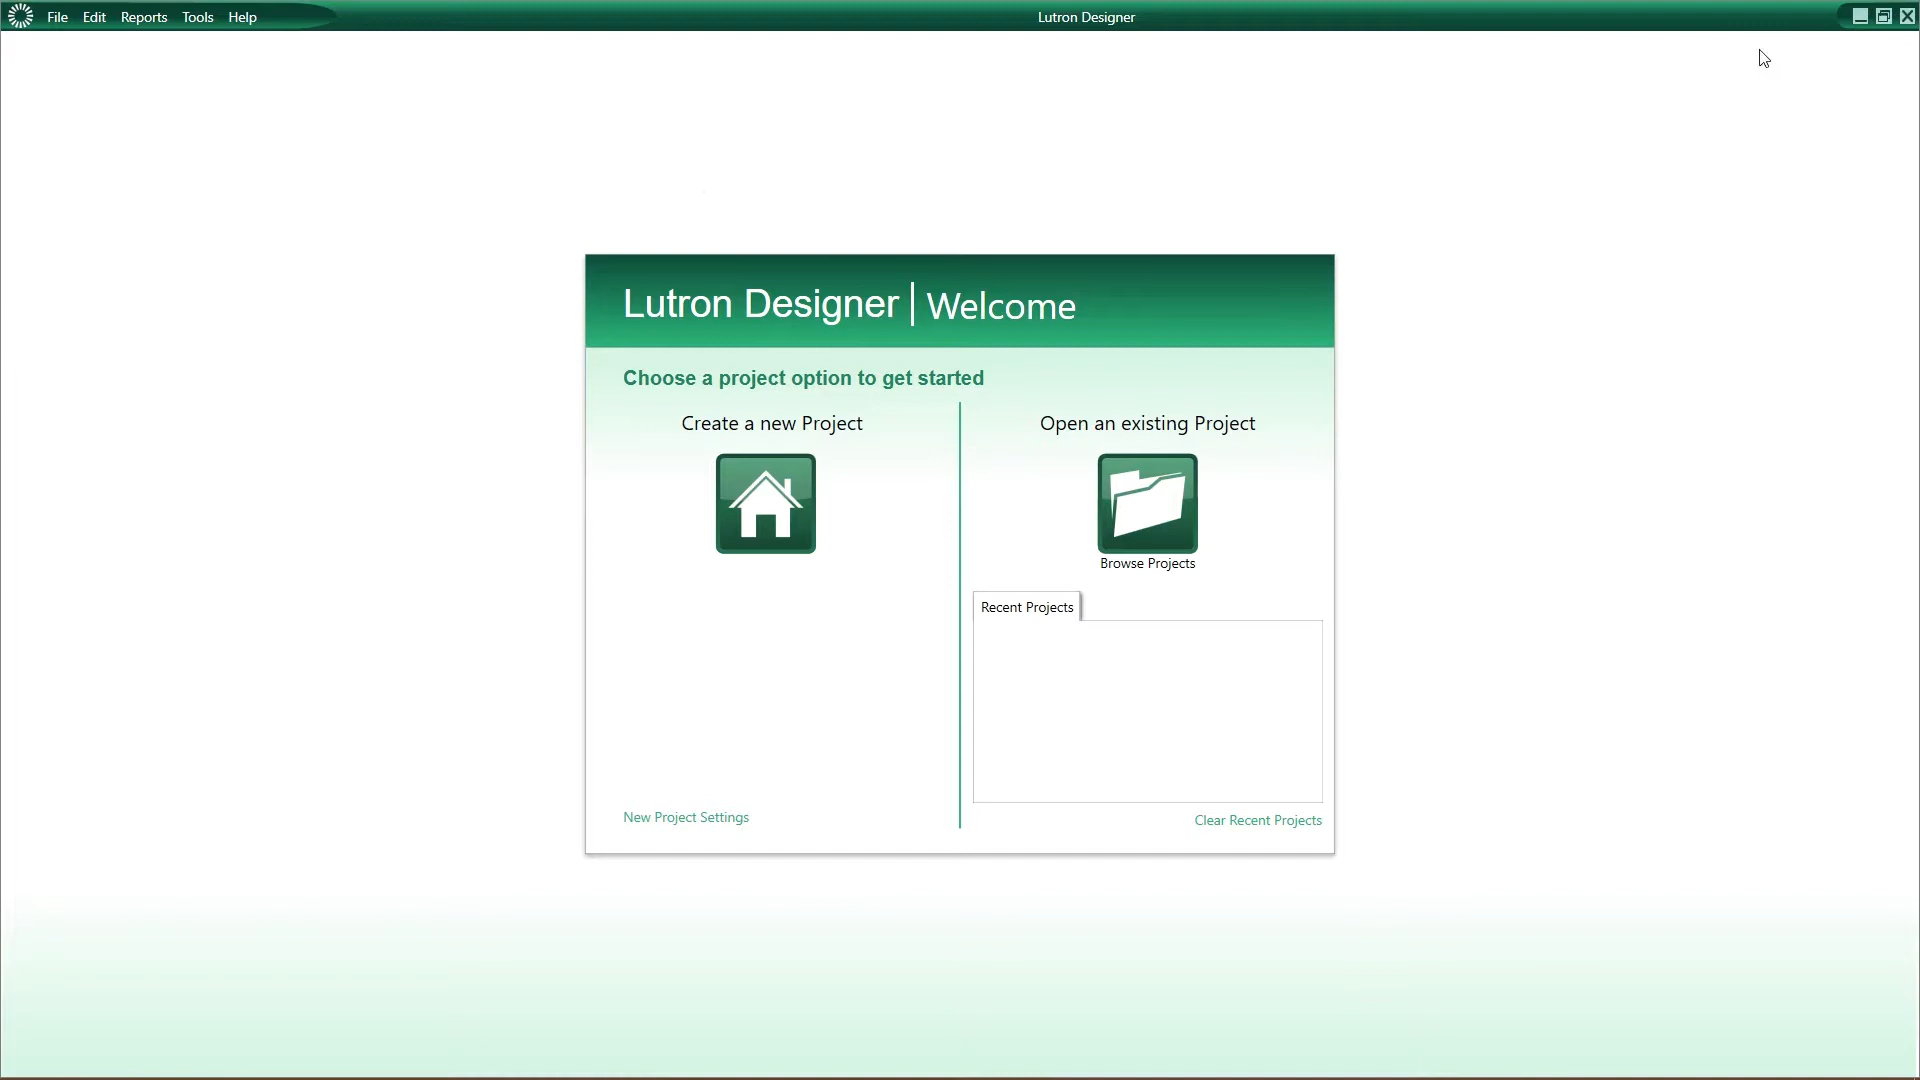 File Edit Reports Tools Help
Lutron Designer
Lutron Designer | Welcome
Choose a project option to get started
Create a new Project
Open an existing Project
Browse Projects
Recent Projects
New Project Settings
Clear Recent Projects